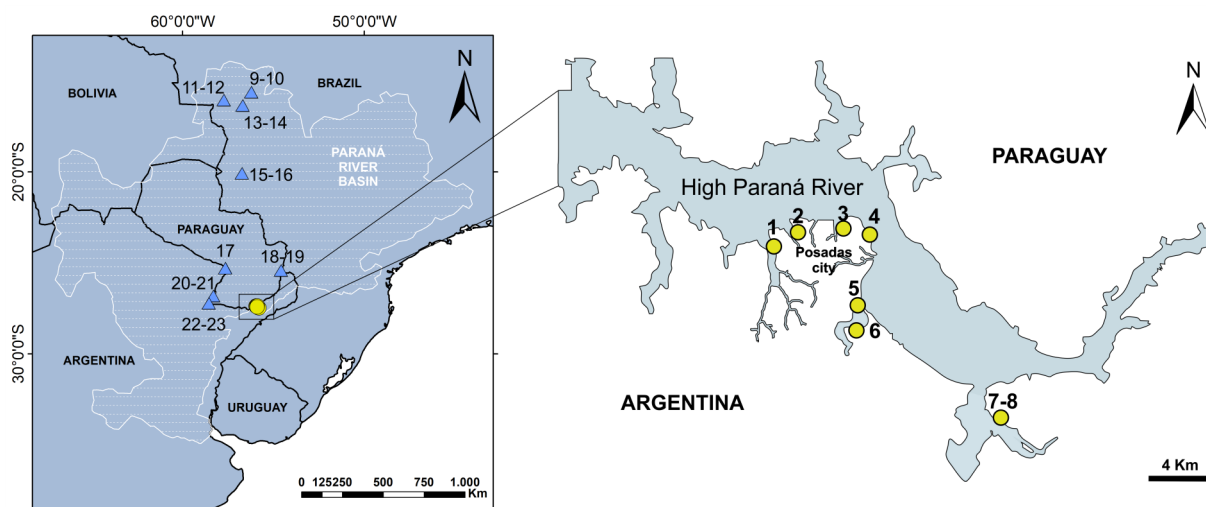 60°0'0"W
50°0'0"W
20°0'0"S
30°0'0"S
N
BOLIVIA
BRAZIL
9-10
11-12
13-14
PARANÁ
RIVER
BASIN
15-16
PARAGUAY
17
18-19
20-21
22-23
ARGENTINA
URUGUAY
0 125250 500 750 1.000
Km
N
PARAGUAY
High Paraná River
1
2
3
4
Posadas
city
5
6
ARGENTINA
7-8
4 Km